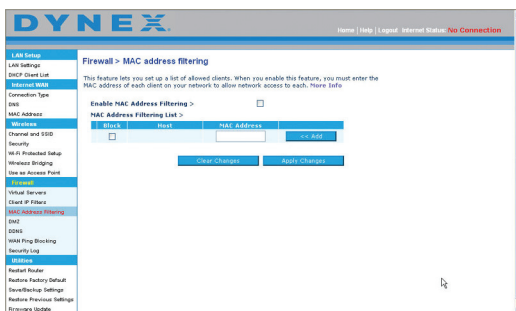 DYNEX.
Home | Help | Logout Internet Status: No Connection
LAN Setup
LAN Settings
DHCP Client List
Internet WAN
Connection Type
DNS
MAC Address
Wireless
Channel and SSID
Security
Wi-Fi Protected Setup
Wireless Bridging
Use as Access Point
Firewall
Virtual Servers
Client IP Filters
MAC Address Filtering
DMZ
DDNS
WAN Ping Blocking
Security Log
Utilities
Restart Router
Restore Factory Default
Save/Backup Settings
Restore Previous Settings
Firmware Update
Firewall > MAC address filtering
This feature lets you set up a list of allowed clients. When you enable this feature, you must enter the
MAC address of each client on your network to allow network access to each. More Info
Enable MAC Address Filtering >
MAC Address Filtering List >
Block Host MAC Address
<< Add
Clear Changes Apply Changes